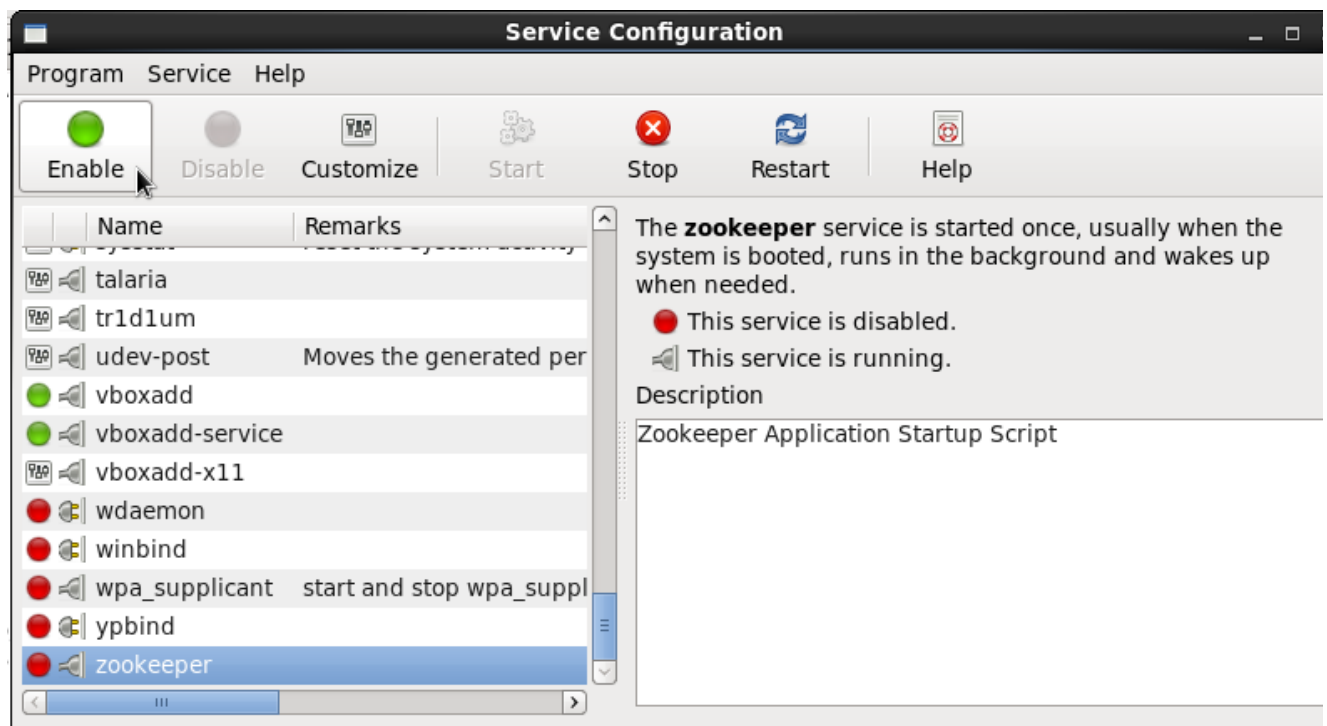 Service Configuration
Program Service Help
Enable Disable Customize Start Stop Restart Help
Name Remarks
talaria
tr1d1um
udev-post Moves the generated per
vboxadd
vboxadd-service
vboxadd-x11
wdaemon
winbind
wpa_supplicant start and stop wpa_suppl
ypbind
zookeeper
The zookeeper service is started once, usually when the
system is booted, runs in the background and wakes up
when needed.
This service is disabled.
This service is running.
Description
Zookeeper Application Startup Script